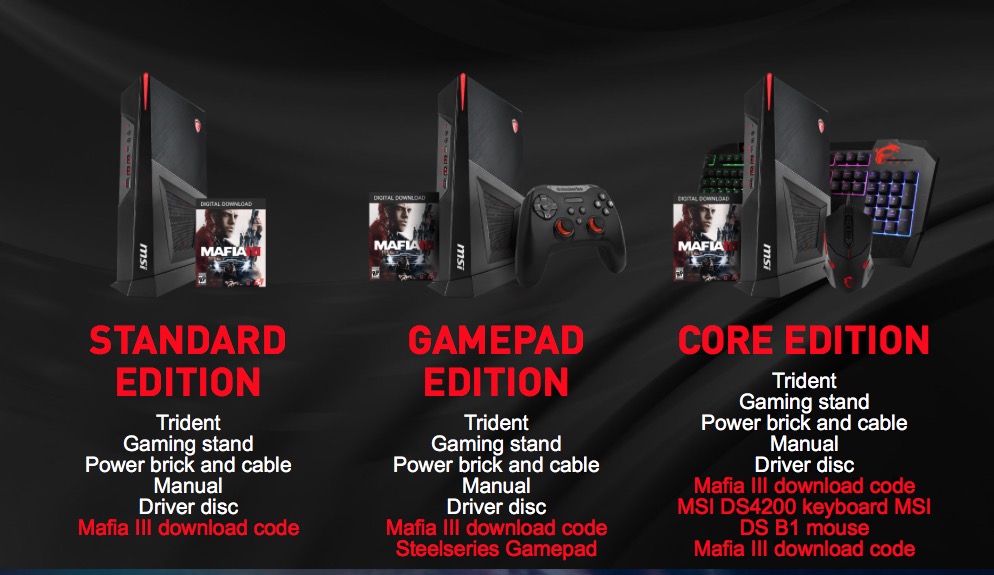 DIGITAL DOWNLOAD
MAFIA III
msi
DIGITAL DOWNLOAD
MAFIA III
msi
DIGITAL DOWNLOAD
MAFIA III
msi
STANDARD
EDITION
Trident
Gaming stand
Power brick and cable
Manual
Driver disc
Mafia III download code
GAMEPAD
EDITION
Trident
Gaming stand
Power brick and cable
Manual
Driver disc
Mafia III download code
Steelseries Gamepad
CORE EDITION
Trident
Gaming stand
Power brick and cable
Manual
Driver disc
Mafia III download code
MSI DS4200 keyboard MSI
DS B1 mouse
Mafia III download code